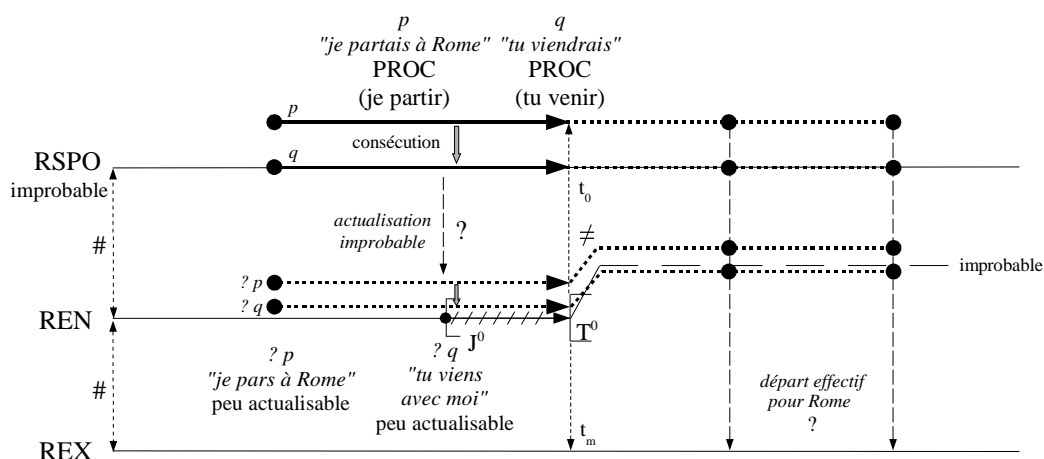 p q
"je partais à Rome" "tu viendrais"
PROC PROC
(je partir) (tu venir)
p
consécution
q
RSPO
improbable
t0
actualisation
improbable ?
≠
#
? p
improbable
? q
REN
J0
T0
? p
"je pars à Rome"
peu actualisable
? q
"tu viens
avec moi"
peu actualisable
#
départ effectif
pour Rome
?
tm
REX